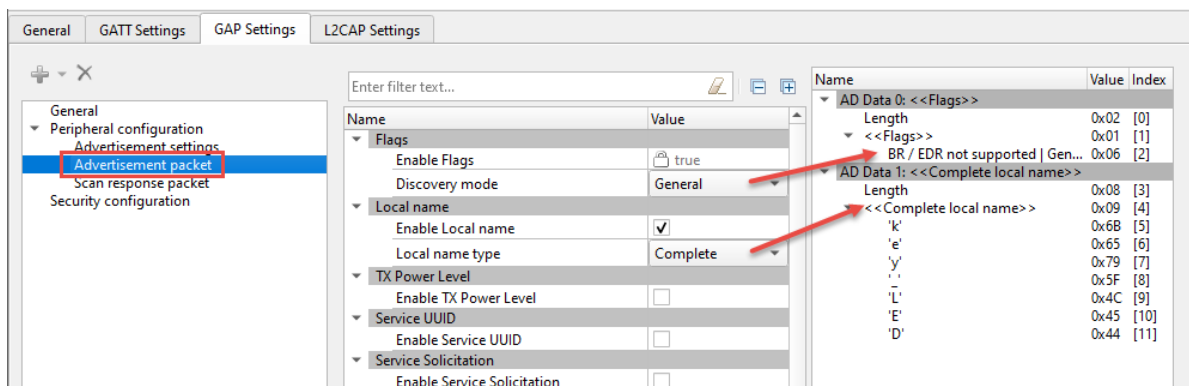 General GATT Settings GAP Settings L2CAP Settings
General
Peripheral configuration
Advertisement settings
Advertisement packet
Scan response packet
Security configuration
Enter filter text...
Name Value
Flags
Enable Flags true
Discovery mode General
Local name
Enable Local name
Local name type Complete
TX Power Level
Enable TX Power Level
Service UUID
Enable Service UUID
Service Solicitation
Enable Service Solicitation
Name Value Index
AD Data 0: <<Flags>>
Length 0x02 [0]
<<Flags>> 0x01 [1]
BR / EDR not supported | Gen... 0x06 [2]
AD Data 1: <<Complete local name>>
Length 0x08 [3]
<<Complete local name>> 0x09 [4]
'k' 0x6B [5]
'e' 0x65 [6]
'y' 0x79 [7]
'_' 0x5F [8]
'L' 0x4C [9]
'E' 0x45 [10]
'D' 0x44 [11]